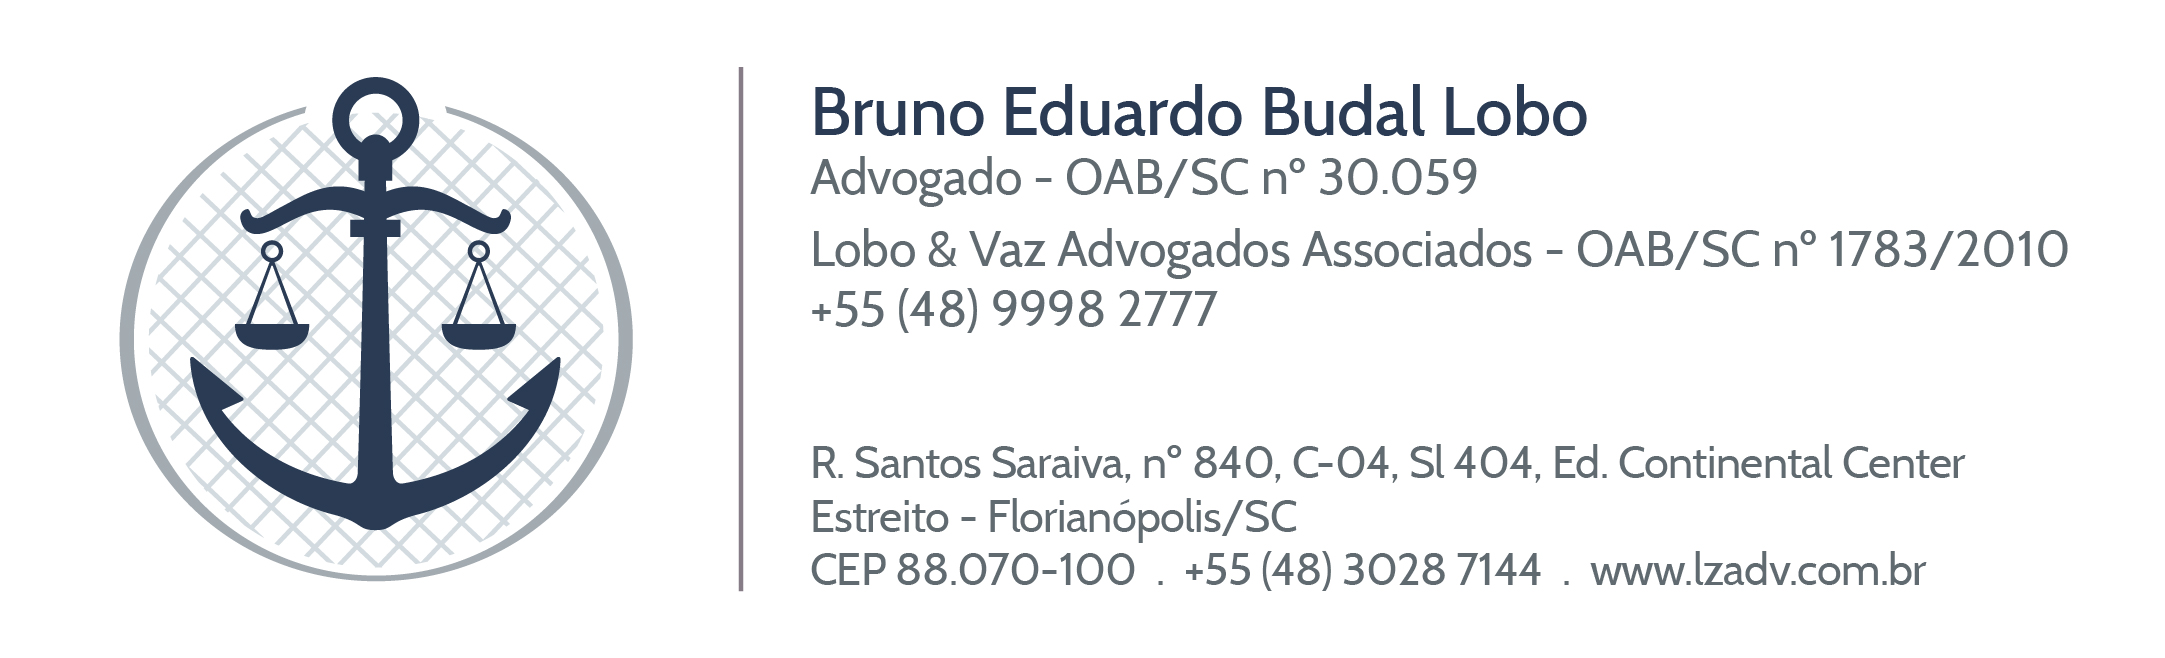 Bruno Eduardo Budal Lobo
Advogado - OAB/SC nº 30.059
Lobo & Vaz Advogados Associados - OAB/SC nº 1783/2010
+55 (48) 9998 2777
R. Santos Saraiva, nº 840, C-04, Sl 404, Ed. Continental Center
Estreito - Florianópolis/SC
CEP 88.070-100 . +55 (48) 3028 7144 . www.lzadv.com.br